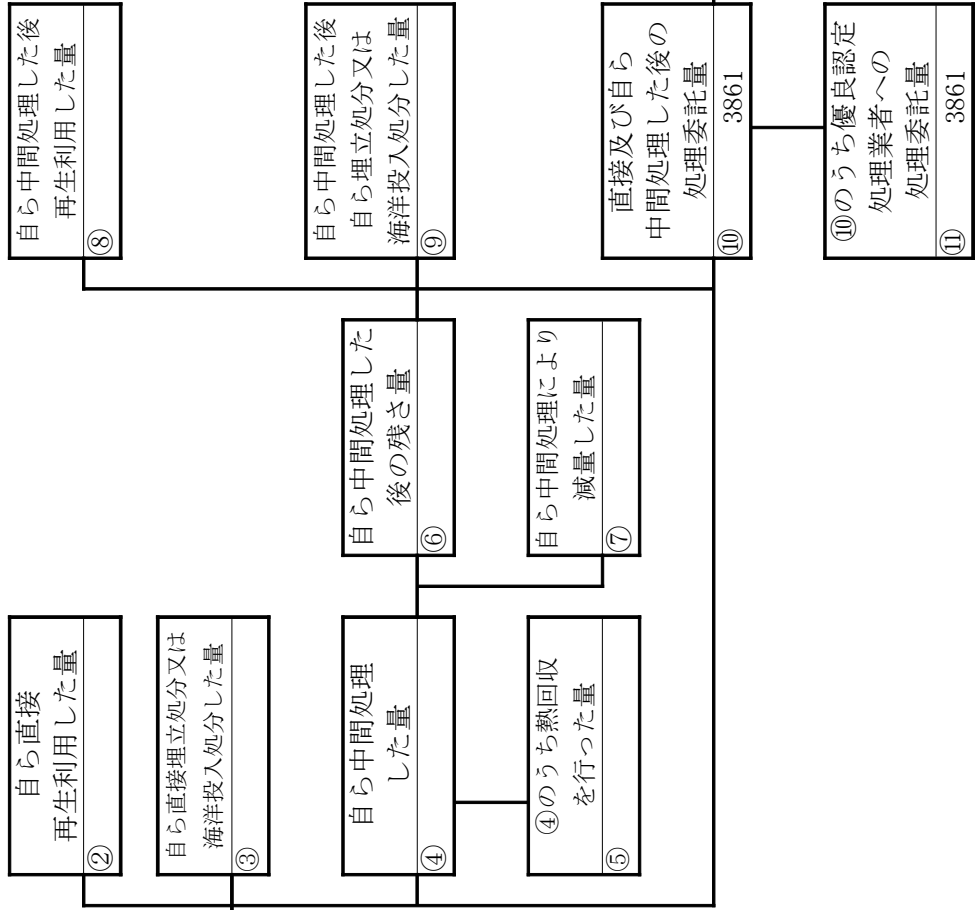 自ら直接
再生利用した量
②
自ら直接埋立処分又は
海洋投入処分した量
③
自ら中間処理
した量
④
④のうち熱回収
を行った量
⑤
自ら中間処理した
後の残さ量
⑥
自ら中間処理により
減量した量
⑦
自ら中間処理した後
再生利用した量
⑧
自ら中間処理した後
自ら埋立処分又は
海洋投入処分した量
⑨
直接及び自ら
中間処理した後の
処理委託量
⑩ 3861
⑩のうち優良認定
処理業者への
処理委託量
⑪ 3861